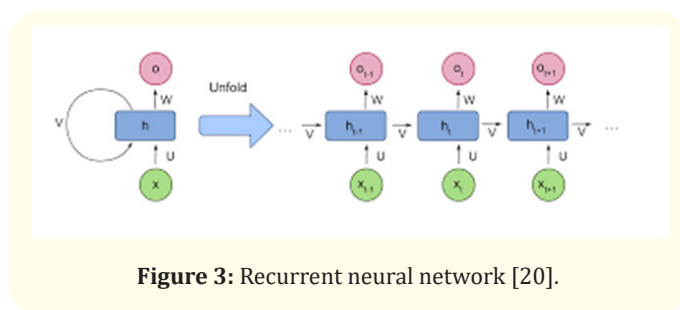 o o_{t-1} o_t o_{t+1}
Unfold
W W W W
V h ... V h_{t-1} V h_t V h_{t+1} V ...
U U U U
x x_{t-1} x_t x_{t+1}
Figure 3: Recurrent neural network [20].